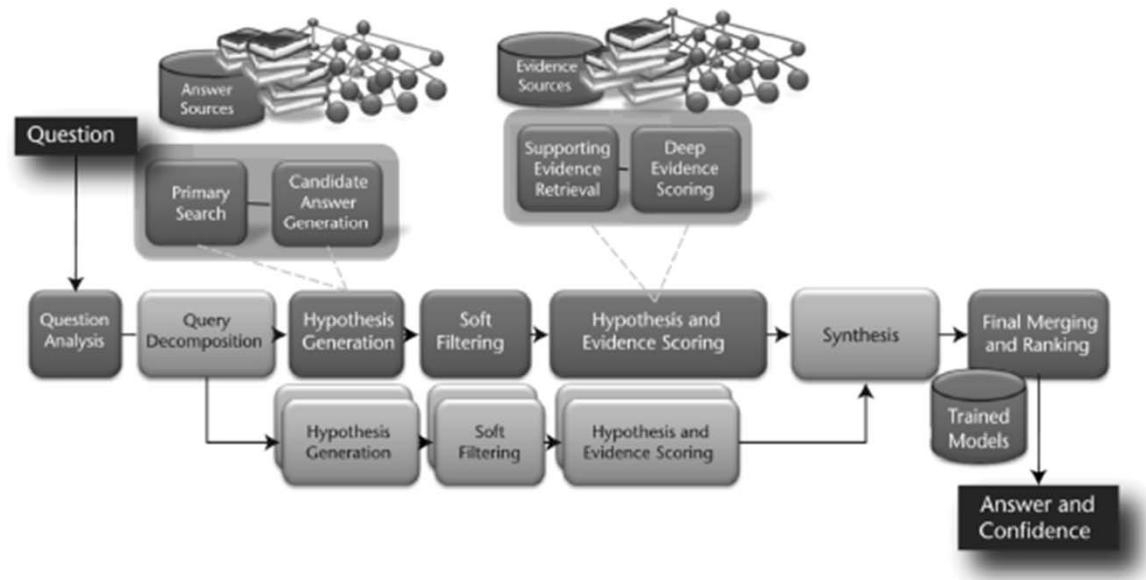 Answer
Sources
Evidence
Sources
Question
Primary
Search
Candidate
Answer
Generation
Supporting
Evidence
Retrieval
Deep
Evidence
Scoring
Question
Analysis
Query
Decomposition
Hypothesis
Generation
Soft
Filtering
Hypothesis and
Evidence Scoring
Synthesis
Final Merging
and Ranking
Trained
Models
Hypothesis
Generation
Soft
Filtering
Hypothesis and
Evidence Scoring
Answer and
Confidence